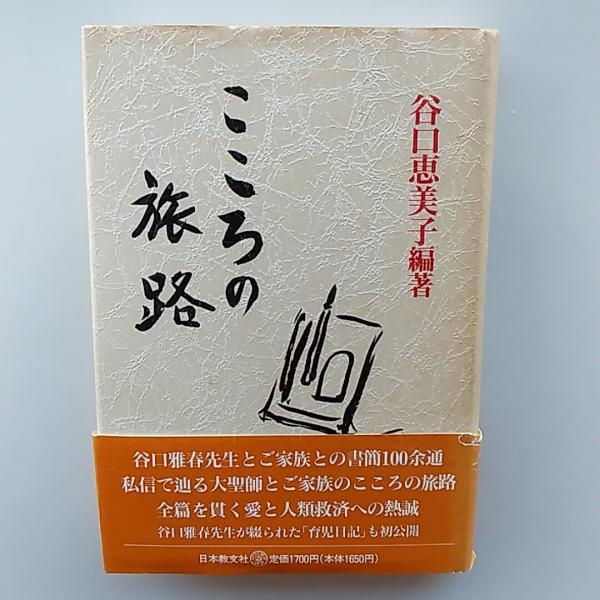 こころの
旅路
谷口恵美子編著
谷口雅春先生とご家族との書簡100余通
私信で辿る大聖師とご家族のこころの旅路
全篇を貫く愛と人類救済への熱誠
谷口雅春先生が綴られた「育児日記」も初公開
日本教文社 定価1700円(本体1650円)